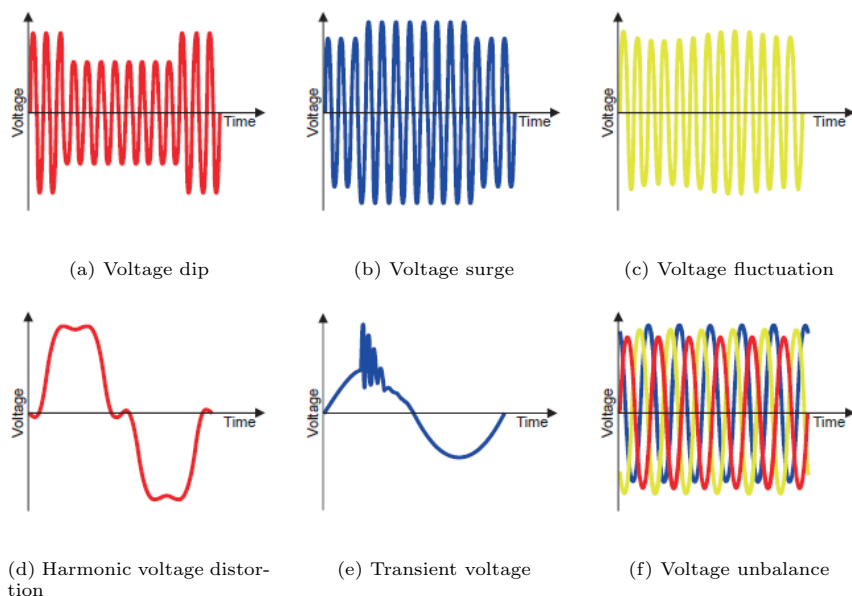 Voltage
Time
(a) Voltage dip
Voltage
Time
(b) Voltage surge
Voltage
Time
(c) Voltage fluctuation
Voltage
Time
(d) Harmonic voltage distor-
tion
Voltage
Time
(e) Transient voltage
Voltage
Time
(f) Voltage unbalance